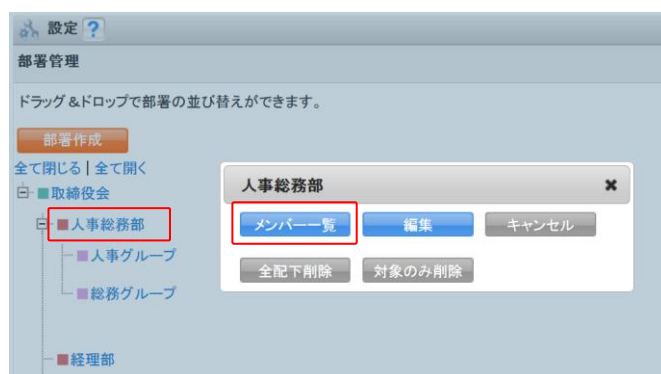 設定 ?
部署管理
ドラッグ&ドロップで部署の並び替えができます。
部署作成
全て閉じる | 全て開く
取締役会
人事総務部
人事グループ
総務グループ
経理部
人事総務部 ✖
メンバー一覧 編集 キャンセル
全配下削除 対象のみ削除